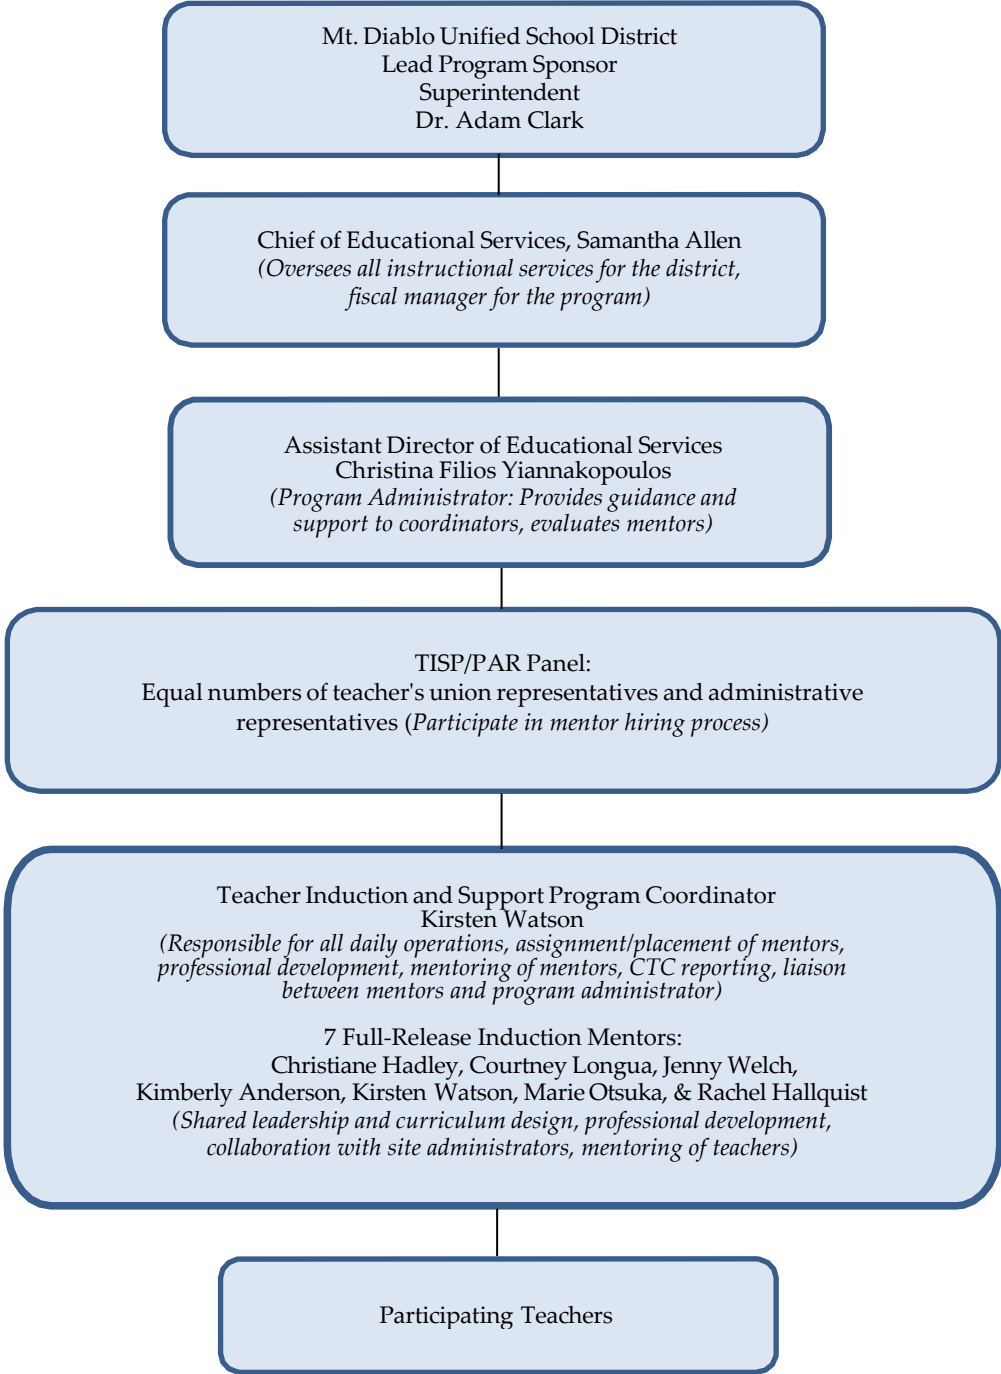 Mt. Diablo Unified School District
Lead Program Sponsor
Superintendent
Dr. Adam Clark
Chief of Educational Services, Samantha Allen
(Oversees all instructional services for the district,
fiscal manager for the program)
Assistant Director of Educational Services
Christina Filios Yiannakopoulos
(Program Administrator: Provides guidance and
support to coordinators, evaluates mentors)
TISP/PAR Panel:
Equal numbers of teacher's union representatives and administrative
representatives (Participate in mentor hiring process)
Teacher Induction and Support Program Coordinator
Kirsten Watson
(Responsible for all daily operations, assignment/placement of mentors,
professional development, mentoring of mentors, CTC reporting, liaison
between mentors and program administrator)
7 Full-Release Induction Mentors:
Christiane Hadley, Courtney Longua, Jenny Welch,
Kimberly Anderson, Kirsten Watson, Marie Otsuka, & Rachel Hallquist
(Shared leadership and curriculum design, professional development,
collaboration with site administrators, mentoring of teachers)
Participating Teachers